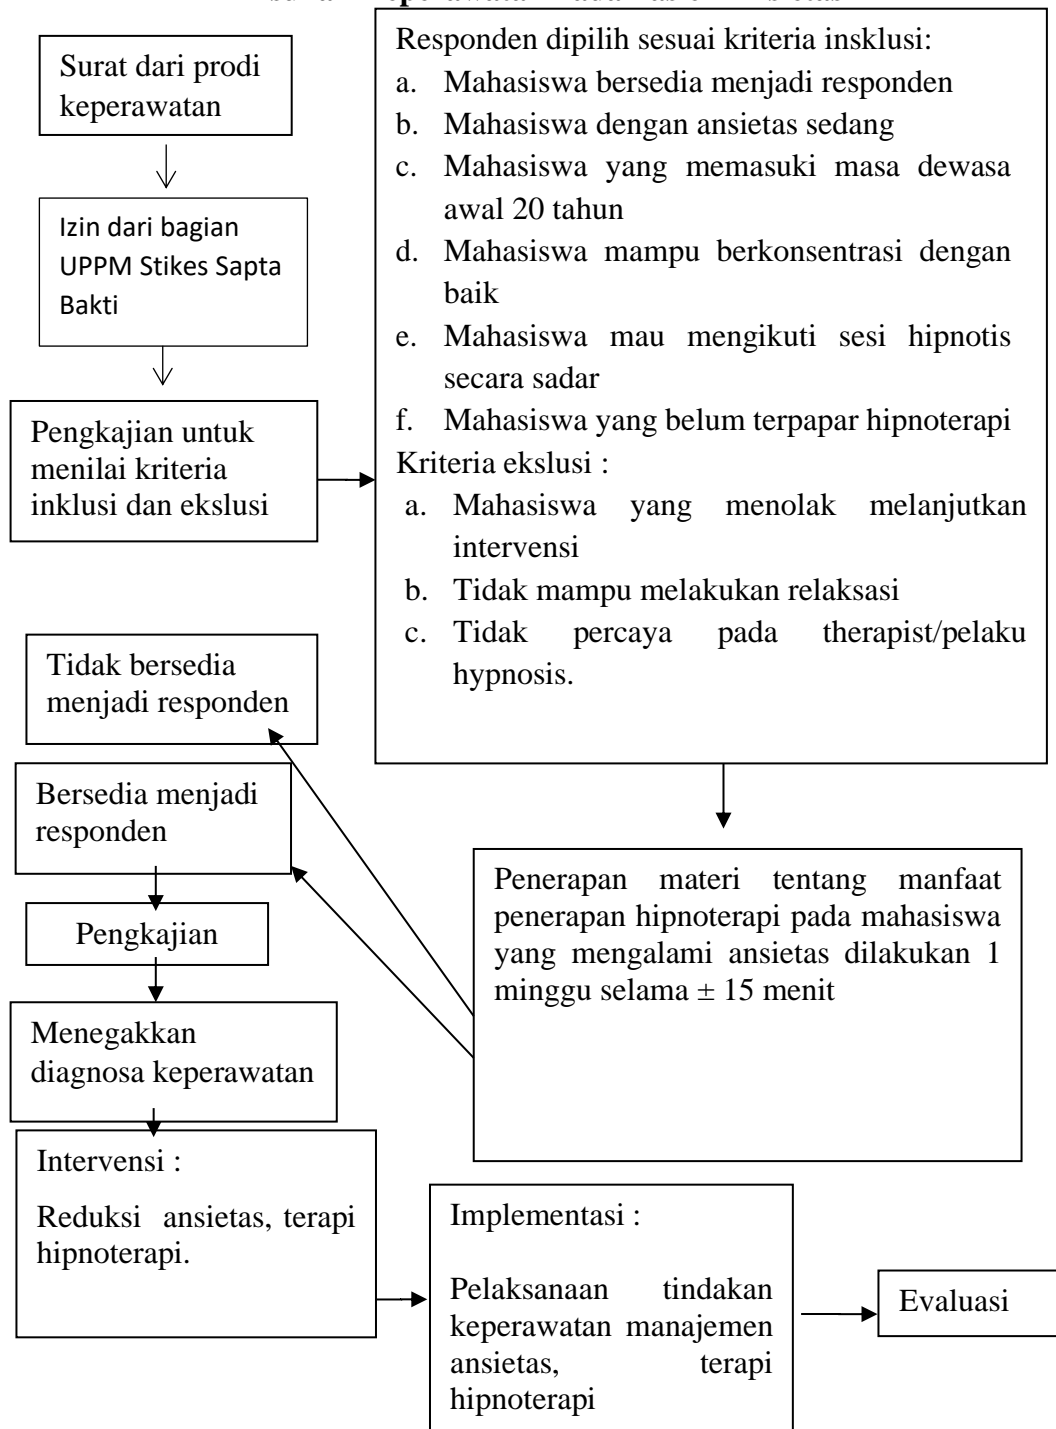 Surat dari prodi
keperawatan
Izin dari bagian
UPPM Stikes Sapta
Bakti
Pengkajian untuk
menilai kriteria
inklusi dan ekslusi
Responden dipilih sesuai kriteria insklusi:
a. Mahasiswa bersedia menjadi responden
b. Mahasiswa dengan ansietas sedang
c. Mahasiswa yang memasuki masa dewasa
awal 20 tahun
d. Mahasiswa mampu berkonsentrasi dengan
baik
e. Mahasiswa mau mengikuti sesi hipnotis
secara sadar
f. Mahasiswa yang belum terpapar hipnoterapi
Kriteria ekslusi :
a. Mahasiswa yang menolak melanjutkan
intervensi
b. Tidak mampu melakukan relaksasi
c. Tidak percaya pada therapist/pelaku
hypnosis.
Penerapan materi tentang manfaat
penerapan hipnoterapi pada mahasiswa
yang mengalami ansietas dilakukan 1
minggu selama ± 15 menit
Tidak bersedia
menjadi responden
Bersedia menjadi
responden
Pengkajian
Menegakkan
diagnosa keperawatan
Intervensi :
Reduksi ansietas, terapi
hipnoterapi.
Implementasi :
Pelaksanaan tindakan
keperawatan manajemen
ansietas, terapi
hipnoterapi
Evaluasi